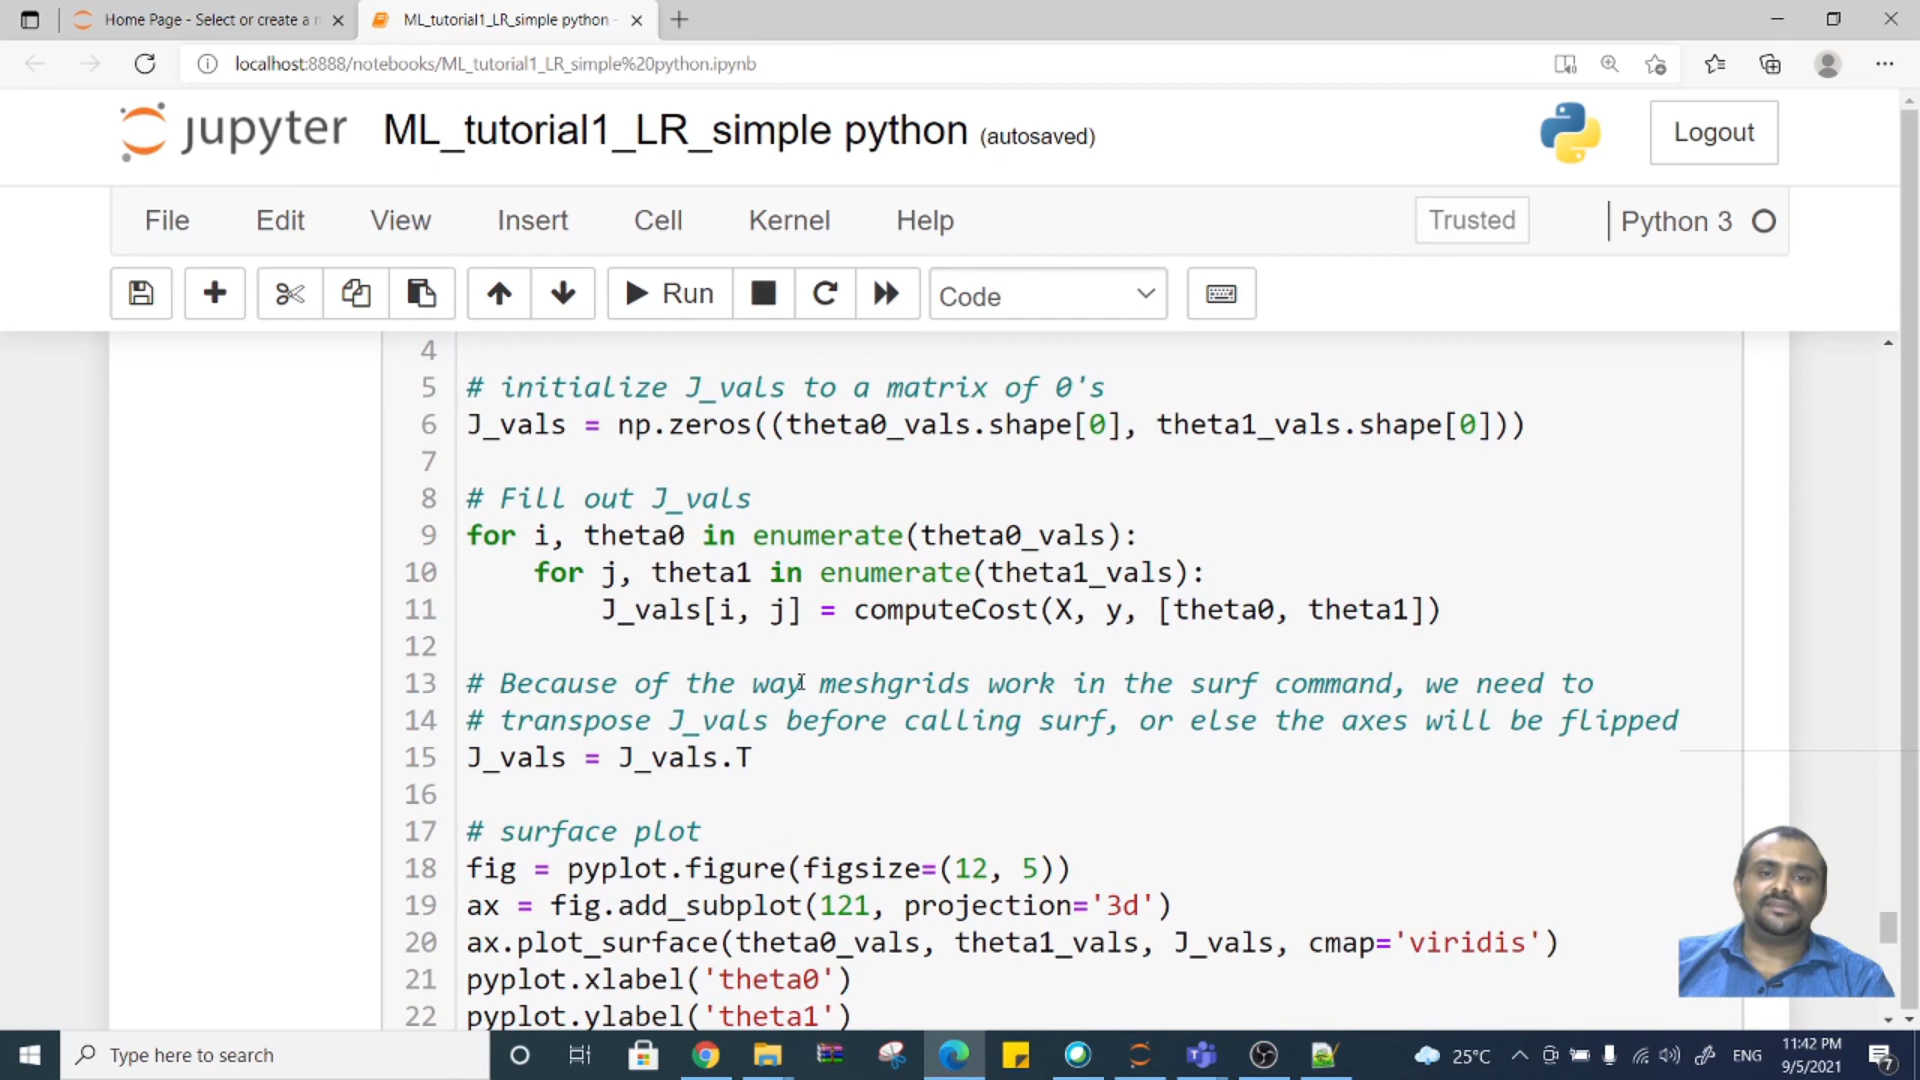 Home Page - Select or create a n
ML_tutorial1_LR_simple python -
localhost:8888/notebooks/ML_tutorial1_LR_simple%20python.ipynb
jupyter ML_tutorial1_LR_simple python (autosaved)
Logout
File Edit View Insert Cell Kernel Help Trusted Python 3
Run Code
4
5 # initialize J_vals to a matrix of 0's
6 J_vals = np.zeros((theta0_vals.shape[0], theta1_vals.shape[0]))
7
8 # Fill out J_vals
9 for i, theta0 in enumerate(theta0_vals):
10 for j, theta1 in enumerate(theta1_vals):
11 J_vals[i, j] = computeCost(X, y, [theta0, theta1])
12
13 # Because of the way meshgrids work in the surf command, we need to
14 # transpose J_vals before calling surf, or else the axes will be flipped
15 J_vals = J_vals.T
16
17 # surface plot
18 fig = pyplot.figure(figsize=(12, 5))
19 ax = fig.add_subplot(121, projection='3d')
20 ax.plot_surface(theta0_vals, theta1_vals, J_vals, cmap='viridis')
21 pyplot.xlabel('theta0')
22 pyplot.ylabel('theta1')
Type here to search
25°C
ENG
11:42 PM
9/5/2021
7